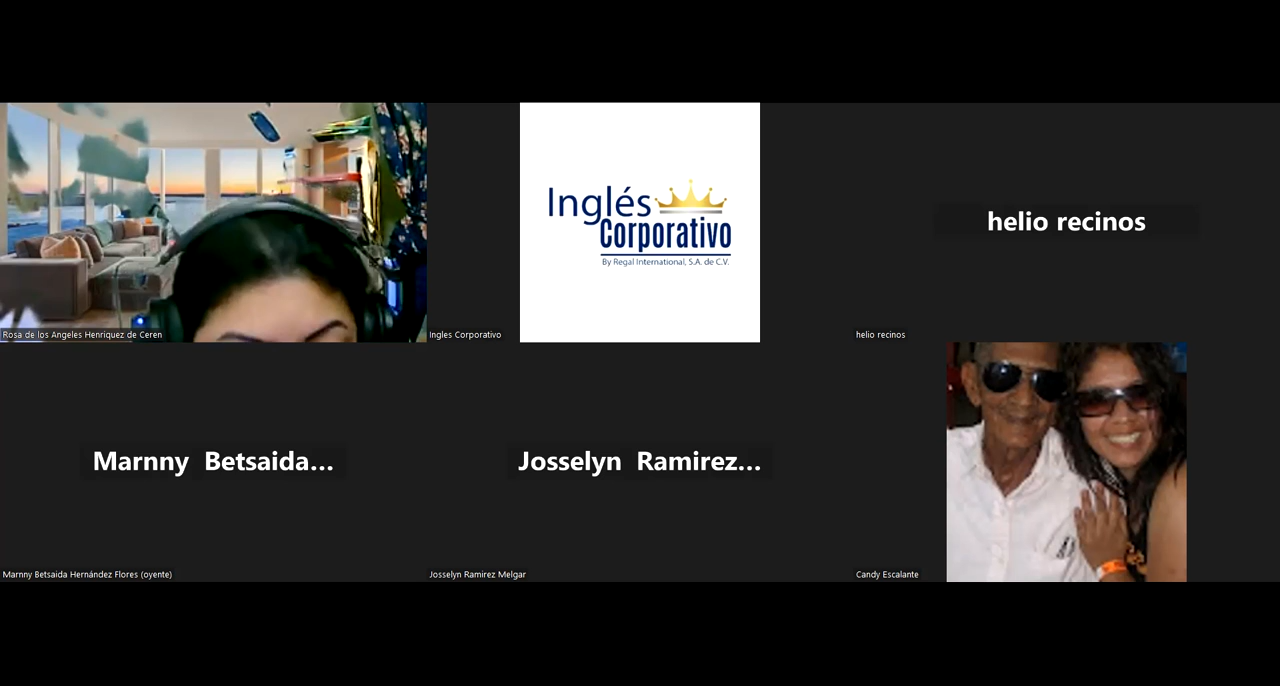 Rosa de los Angeles Henriquez de Ceren
Inglés
Corporativo
By Regal International, S.A. de C.V.
Ingles Corporativo
helio recinos
helio recinos
Marnny Betsaida...
Marnny Betsaida Hernández Flores (oyente)
Josselyn Ramirez...
Josselyn Ramirez Melgar
Candy Escalante